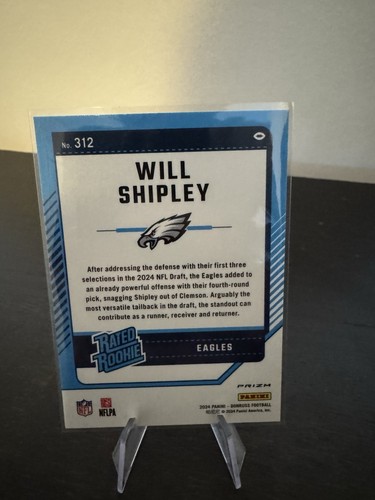 No. 312
WILL
SHIPLEY
After addressing the defense with their first three
selections in the 2024 NFL Draft, the Eagles added to
an already powerful offense with their fourth-round
pick, snagging Shipley out of Clemson. Arguably the
most versatile tailback in the draft, the standout can
contribute as a runner, receiver and returner.
RATED
ROOKIE
EAGLES
PRIZM
NFL
NFLPA
PANINI
2024 PANINI - DONRUSS FOOTBALL
© 2024 Panini America, Inc.